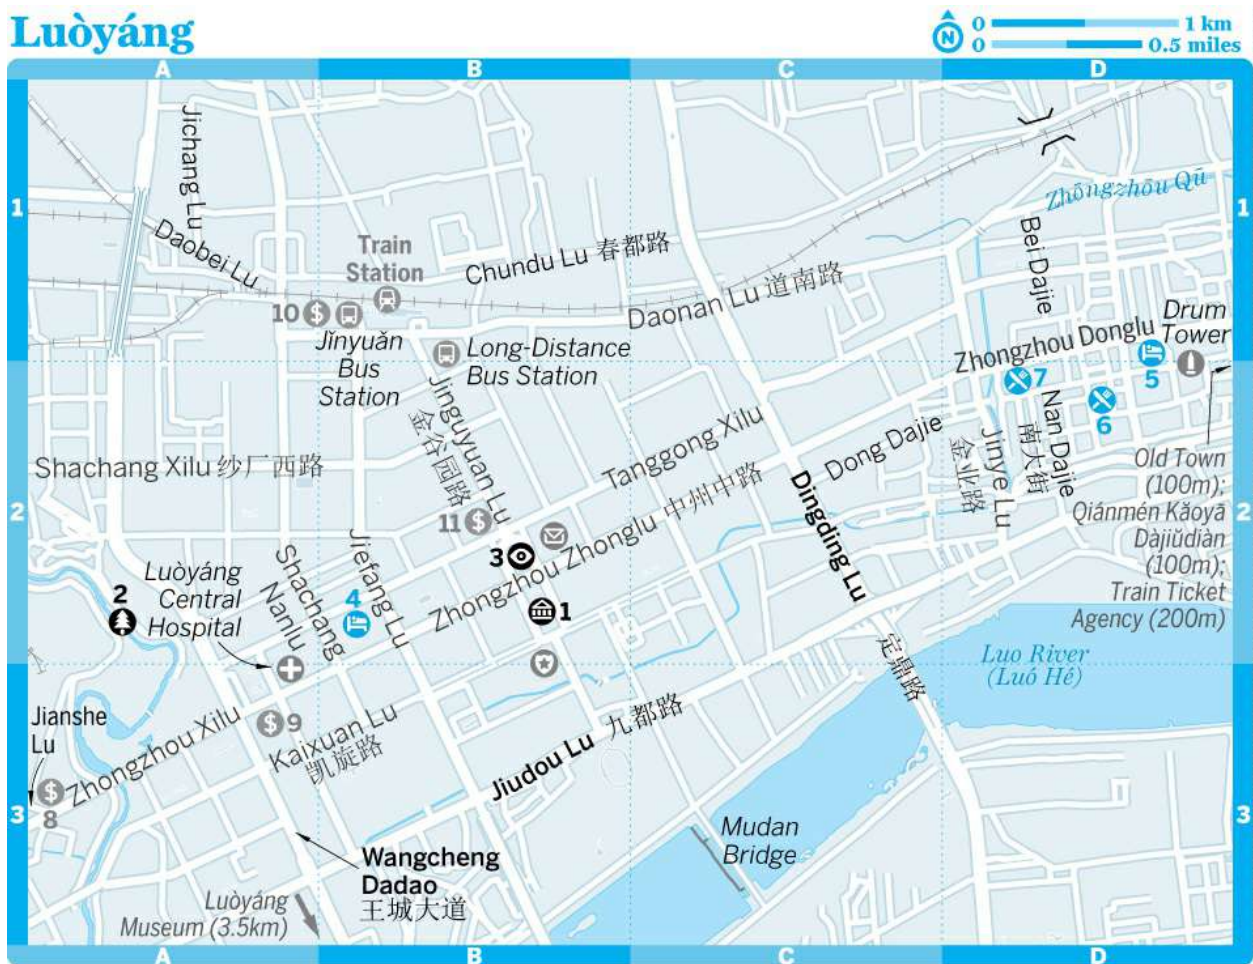 Luòyáng
N
0 1 km
0 0.5 miles
A B C D
1 1
2 2
3 3
Jichang Lu
Daobei Lu
Train
Station
Chundu Lu 春都路
Zhōngzhōu Qū
Bei Dajie
10 $
Jīnyuǎn
Bus
Station
Long-Distance
Bus Station
Daonan Lu 道南路
Zhongzhou Donglu
Drum
Tower
5
7
6
Jinguyuan Lu
金谷园路
Tanggong Xilu
Dong Dajie
金业路
Jinye Lu
南大街
Nan Dajie
Shachang Xilu 纱厂西路
11 $
3
Zhongzhou Zhonglu 中州中路
Dingding Lu
定鼎路
Old Town
(100m);
Qiánmén Kǎoyā
Dàjiǔdiàn
(100m);
Train Ticket
Agency (200m)
Luòyáng
Central
Hospital
2
Shachang
Nanlu
4
Jiefang Lu
1
Luo River
(Luó Hé)
Jianshe
Lu
$
8
Zhongzhou Xilu
$ 9
Kaixuan Lu
凯旋路
Jiudou Lu 九都路
Mudan
Bridge
Wangcheng
Dadao
王城大道
Luòyáng
Museum (3.5km)
A B C D